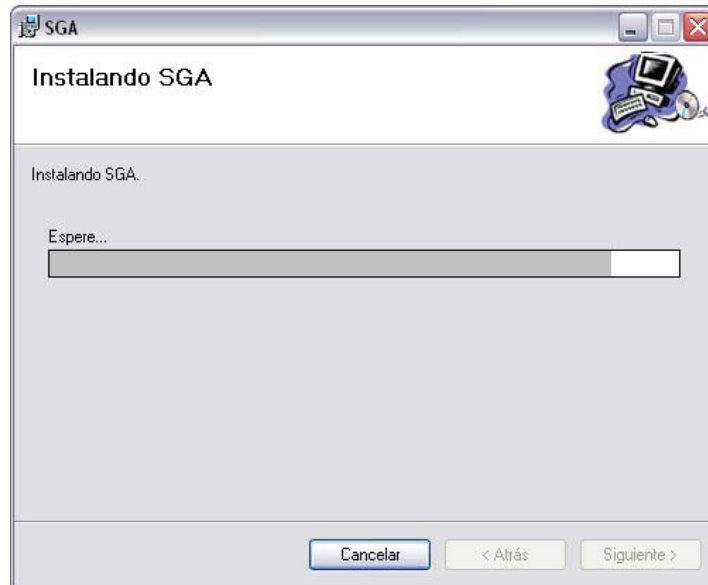 SGA
Instalando SGA
Instalando SGA.
Espere...
Cancelar
< Atrás
Siguiente >